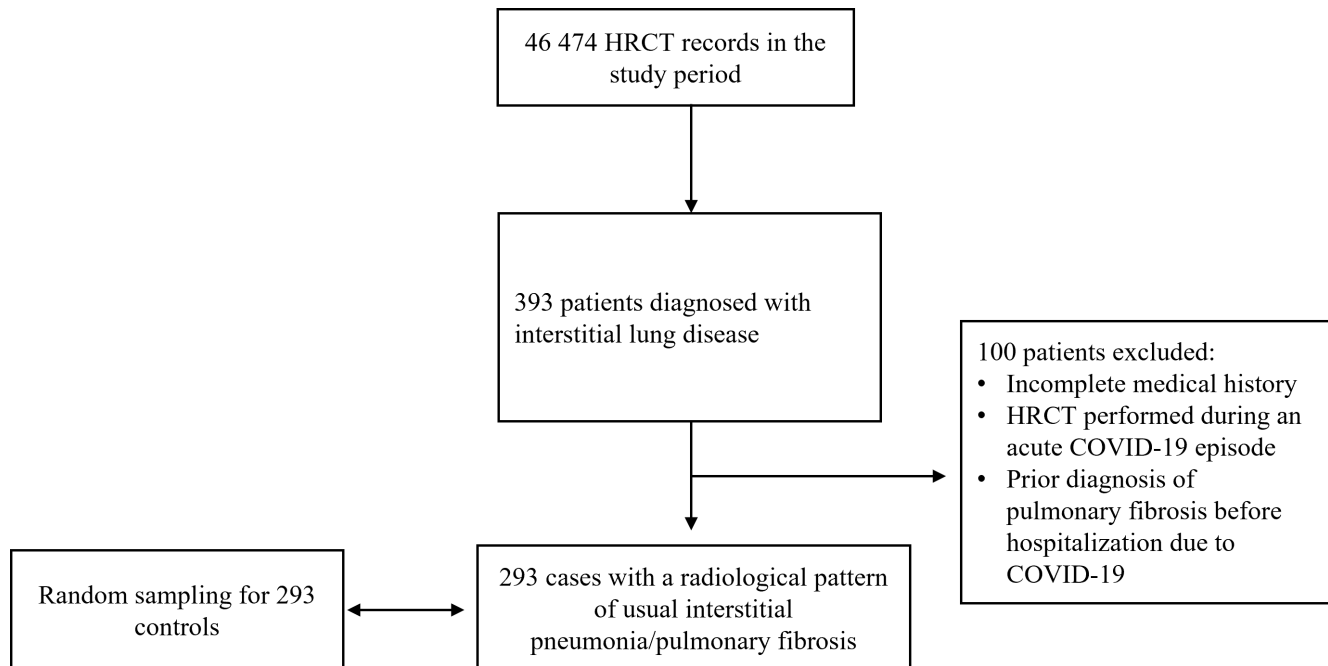 46 474 HRCT records in the
study period
393 patients diagnosed with
interstitial lung disease
100 patients excluded:
• Incomplete medical history
• HRCT performed during an
acute COVID-19 episode
• Prior diagnosis of
pulmonary fibrosis before
hospitalization due to
COVID-19
Random sampling for 293
controls
293 cases with a radiological pattern
of usual interstitial
pneumonia/pulmonary fibrosis